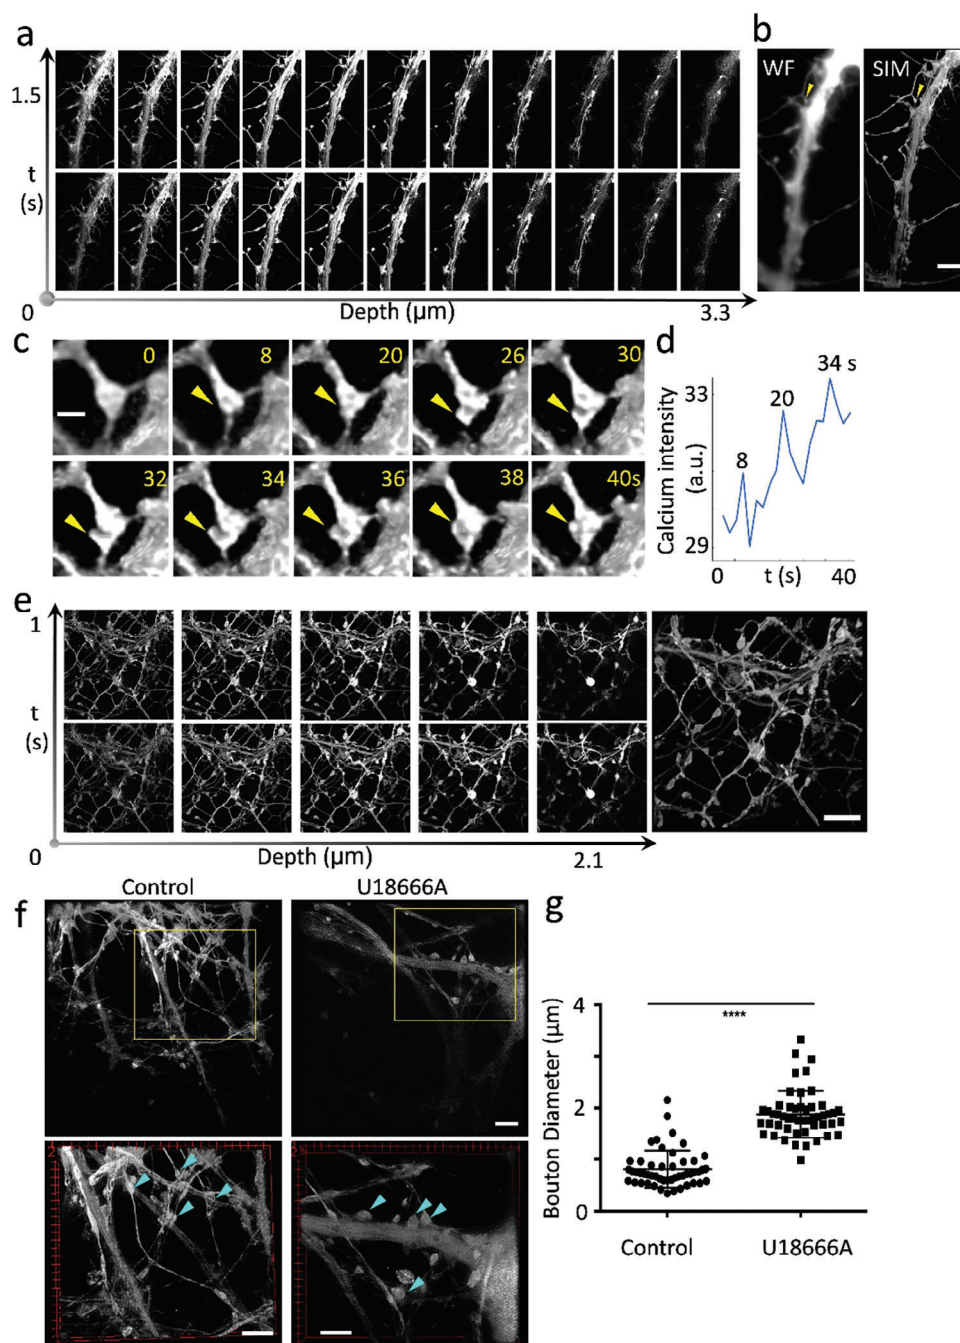 a
1.5
t
(s)
0
Depth (µm)
3.3
b
WF
SIM
c
0
8
20
26
30
32
34
36
38
40s
d
34 s
20
8
33
29
Calcium intensity
(a.u.)
0
t (s)
40
e
1
t
(s)
0
Depth (µm)
2.1
f
Control
U18666A
g
4
2
0
Bouton Diameter (µm)
****
Control
U18666A